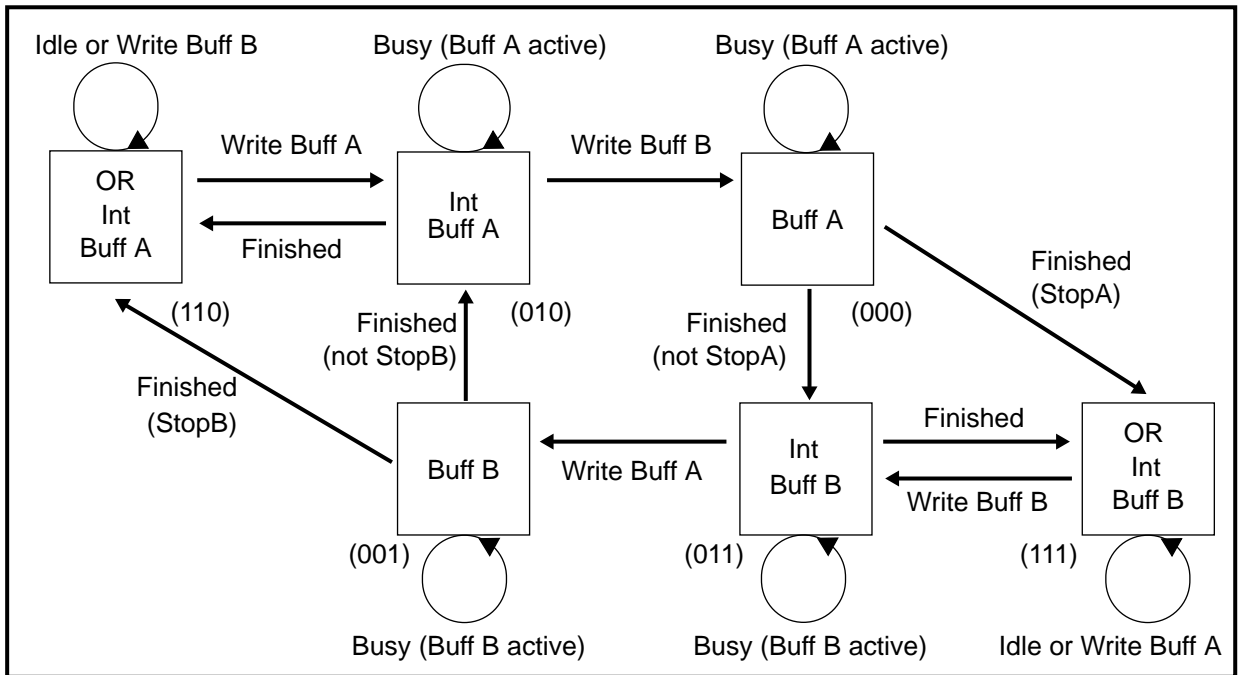 Idle or Write Buff B
Busy (Buff A active)
Busy (Buff A active)
Write Buff A
Write Buff B
OR
Int
Buff A
Int
Buff A
Buff A
Finished
Finished
(StopA)
(110)
(010)
(000)
Finished
(not StopB)
Finished
(not StopA)
Finished
(StopB)
Finished
Buff B
Write Buff A
Int
Buff B
Write Buff B
OR
Int
Buff B
(001)
(011)
(111)
Busy (Buff B active)
Busy (Buff B active)
Idle or Write Buff A